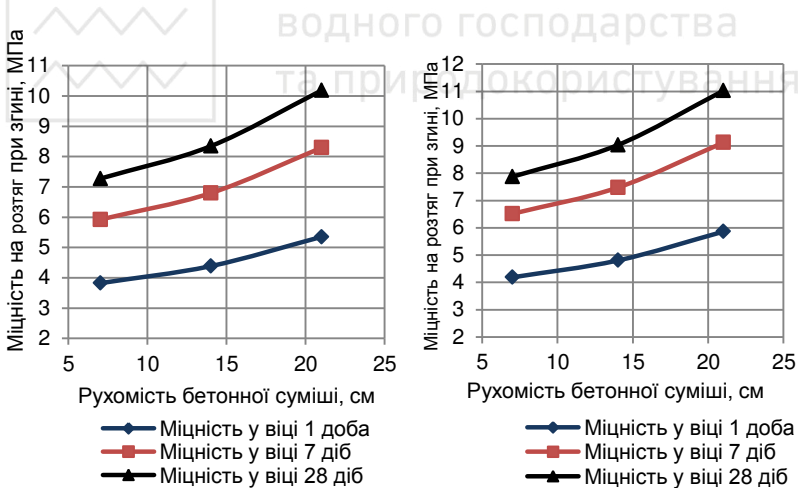 водного господарства
та природокористування
Міцність на розтяг при згині, МПа
11
10
9
8
7
6
5
4
3
2
5 10 15 20 25
Рухомість бетонної суміші, см
Міцність у віці 1 доба
Міцність у віці 7 діб
Міцність у віці 28 діб
Міцність на розтяг при згині, МПа
12
11
10
9
8
7
6
5
4
3
2
5 10 15 20 25
Рухомість бетонної суміші, см
Міцність у віці 1 доба
Міцність у віці 7 діб
Міцність у віці 28 діб